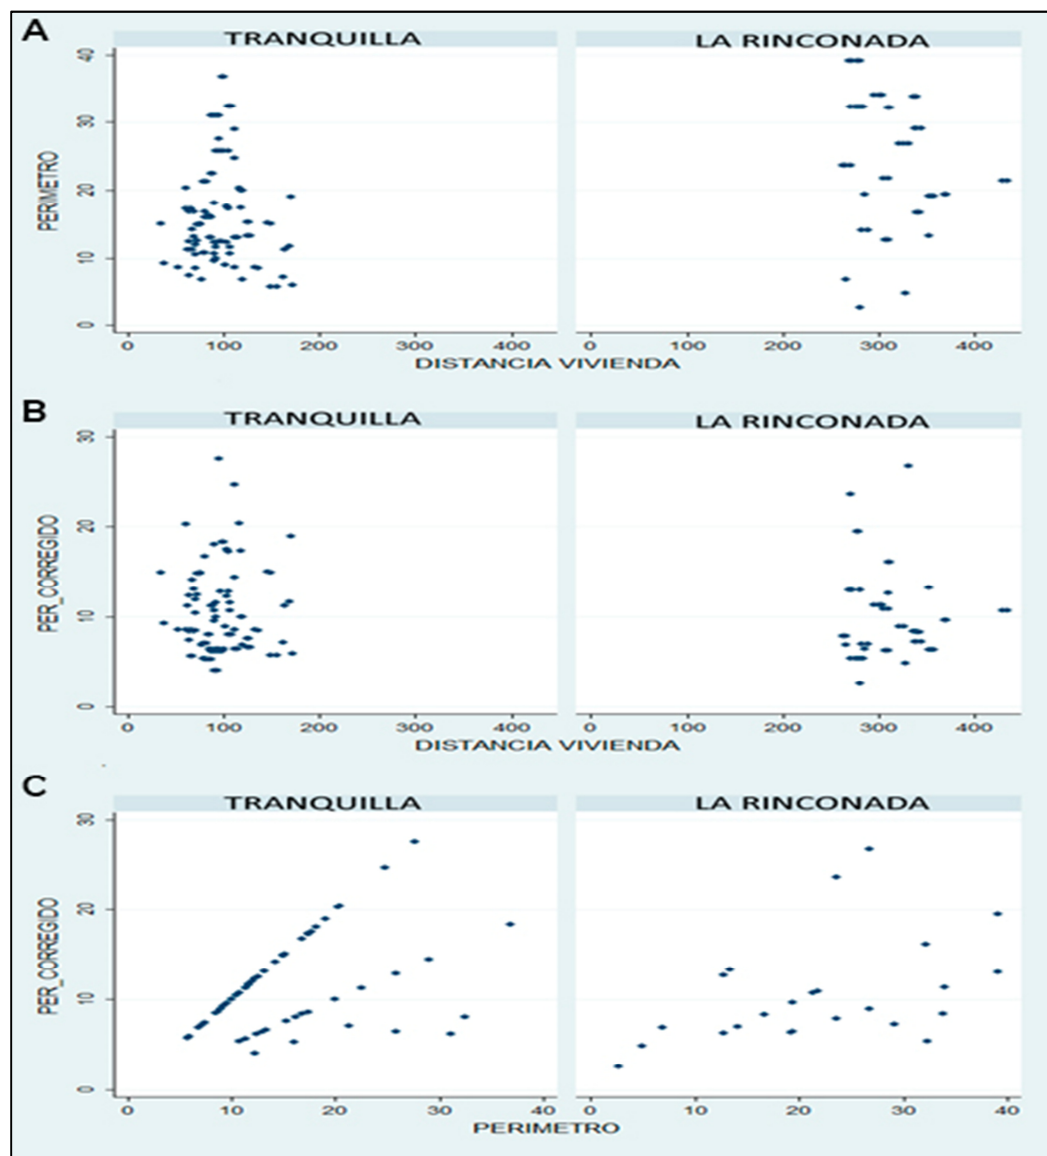 A
TRANQUILLA LA RINCONADA
PERIMETRO
40
30
20
10
0
0 100 200 300 400 0 100 200 300 400
DISTANCIA VIVIENDA
B
TRANQUILLA LA RINCONADA
PER_CORREGIDO
30
20
10
0
0 100 200 300 400 0 100 200 300 400
DISTANCIA VIVIENDA
C
TRANQUILLA LA RINCONADA
PER_CORREGIDO
30
20
10
0
0 10 20 30 40 0 10 20 30 40
PERIMETRO